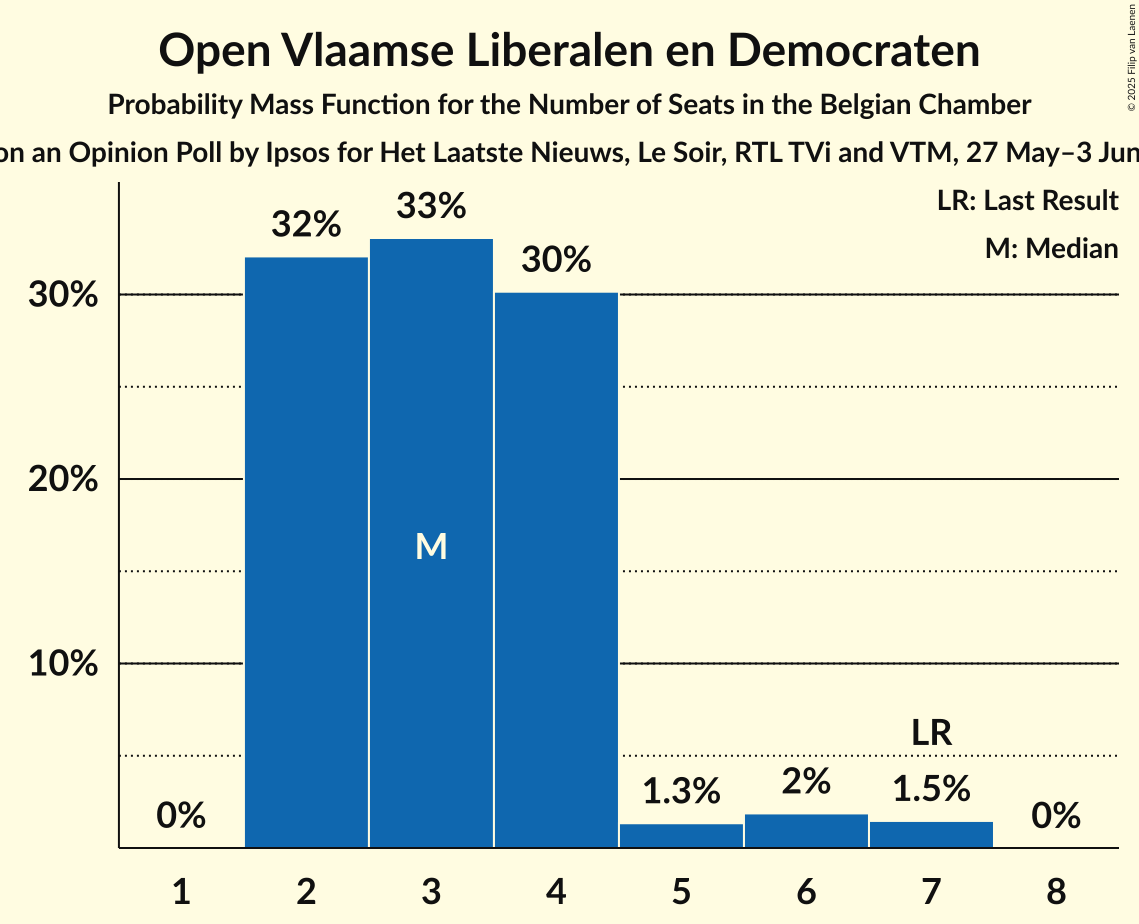 Open Vlaamse Liberalen en Democraten
Probability Mass Function for the Number of Seats in the Belgian Chamber
on an Opinion Poll by Ipsos for Het Laatste Nieuws, Le Soir, RTL TVi and VTM, 27 May–3 Jun
© 2025 Filip van Laenen
LR: Last Result
M: Median
33%
32%
30%
30%
20%
M
10%
LR
0%
1.3%
2%
1.5%
0%
1 2 3 4 5 6 7 8